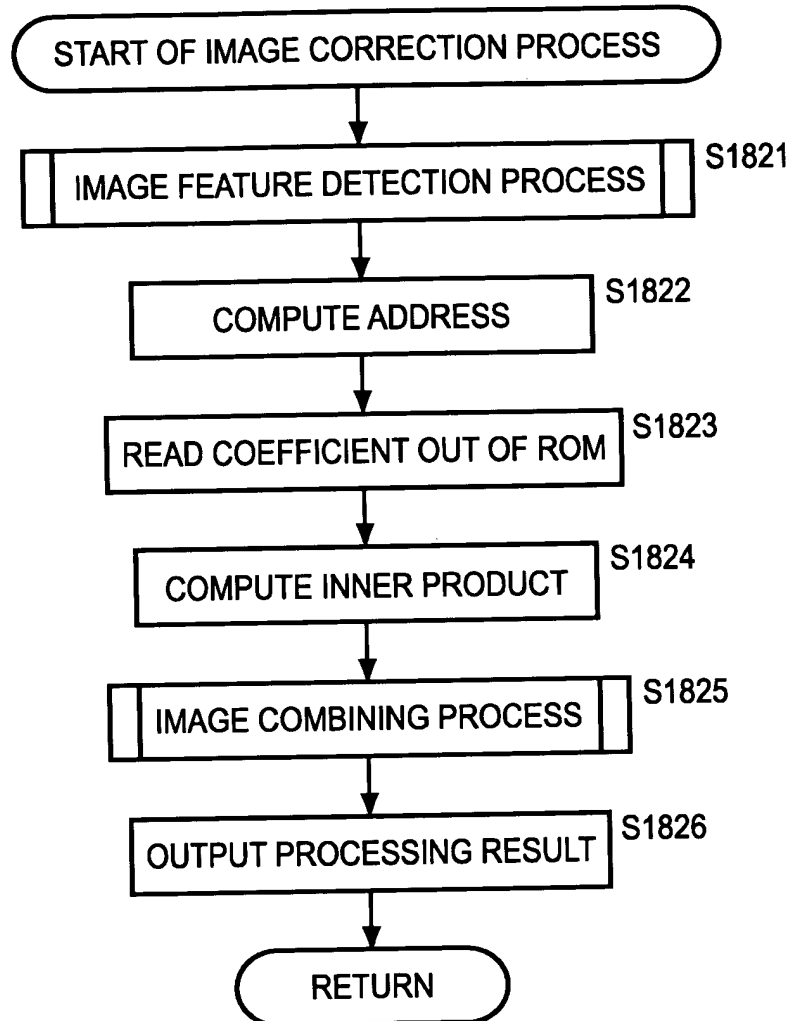 START OF IMAGE CORRECTION PROCESS
IMAGE FEATURE DETECTION PROCESS
S1821
COMPUTE ADDRESS
S1822
READ COEFFICIENT OUT OF ROM
S1823
COMPUTE INNER PRODUCT
S1824
IMAGE COMBINING PROCESS
S1825
OUTPUT PROCESSING RESULT
S1826
RETURN